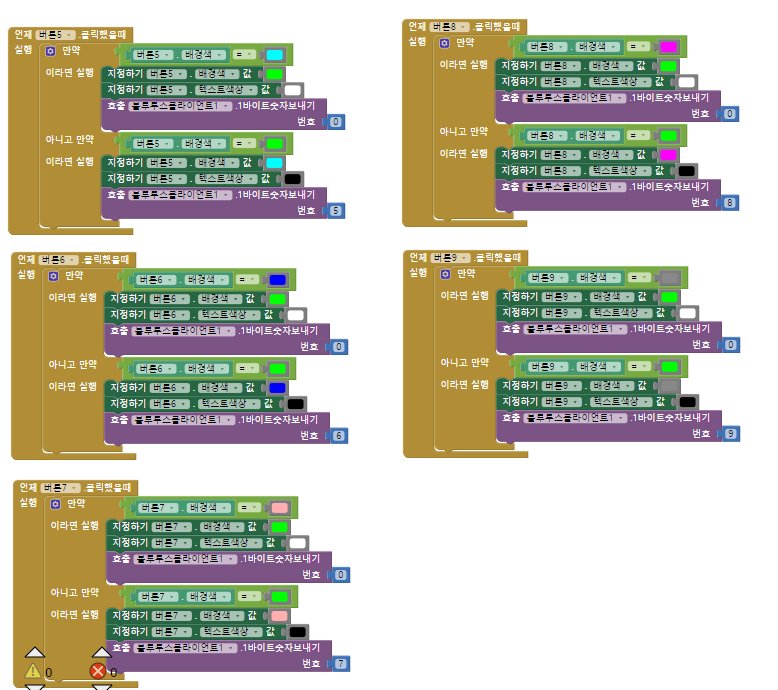 언제 버튼5 .클릭했을때
실행 만약 버튼5 . 배경색 =
이라면 실행 지정하기 버튼5 . 배경색 값
지정하기 버튼5 . 텍스트색상 값
호출 블루투스클라이언트1 .1바이트숫자보내기
번호 0
아니고 만약 버튼5 . 배경색 =
이라면 실행 지정하기 버튼5 . 배경색 값
지정하기 버튼5 . 텍스트색상 값
호출 블루투스클라이언트1 .1바이트숫자보내기
번호 5
언제 버튼6 .클릭했을때
실행 만약 버튼6 . 배경색 =
이라면 실행 지정하기 버튼6 . 배경색 값
지정하기 버튼6 . 텍스트색상 값
호출 블루투스클라이언트1 .1바이트숫자보내기
번호 0
아니고 만약 버튼6 . 배경색 =
이라면 실행 지정하기 버튼6 . 배경색 값
지정하기 버튼6 . 텍스트색상 값
호출 블루투스클라이언트1 .1바이트숫자보내기
번호 6
언제 버튼7 .클릭했을때
실행 만약 버튼7 . 배경색 =
이라면 실행 지정하기 버튼7 . 배경색 값
지정하기 버튼7 . 텍스트색상 값
호출 블루투스클라이언트1 .1바이트숫자보내기
번호 0
아니고 만약 버튼7 . 배경색 =
이라면 실행 지정하기 버튼7 . 배경색 값
지정하기 버튼7 . 텍스트색상 값
호출 블루투스클라이언트1 .1바이트숫자보내기
번호 7
0 0
언제 버튼8 .클릭했을때
실행 만약 버튼8 . 배경색 =
이라면 실행 지정하기 버튼8 . 배경색 값
지정하기 버튼8 . 텍스트색상 값
호출 블루투스클라이언트1 .1바이트숫자보내기
번호 0
아니고 만약 버튼8 . 배경색 =
이라면 실행 지정하기 버튼8 . 배경색 값
지정하기 버튼8 . 텍스트색상 값
호출 블루투스클라이언트1 .1바이트숫자보내기
번호 8
언제 버튼9 .클릭했을때
실행 만약 버튼9 . 배경색 =
이라면 실행 지정하기 버튼9 . 배경색 값
지정하기 버튼9 . 텍스트색상 값
호출 블루투스클라이언트1 .1바이트숫자보내기
번호 0
아니고 만약 버튼9 . 배경색 =
이라면 실행 지정하기 버튼9 . 배경색 값
지정하기 버튼9 . 텍스트색상 값
호출 블루투스클라이언트1 .1바이트숫자보내기
번호 9